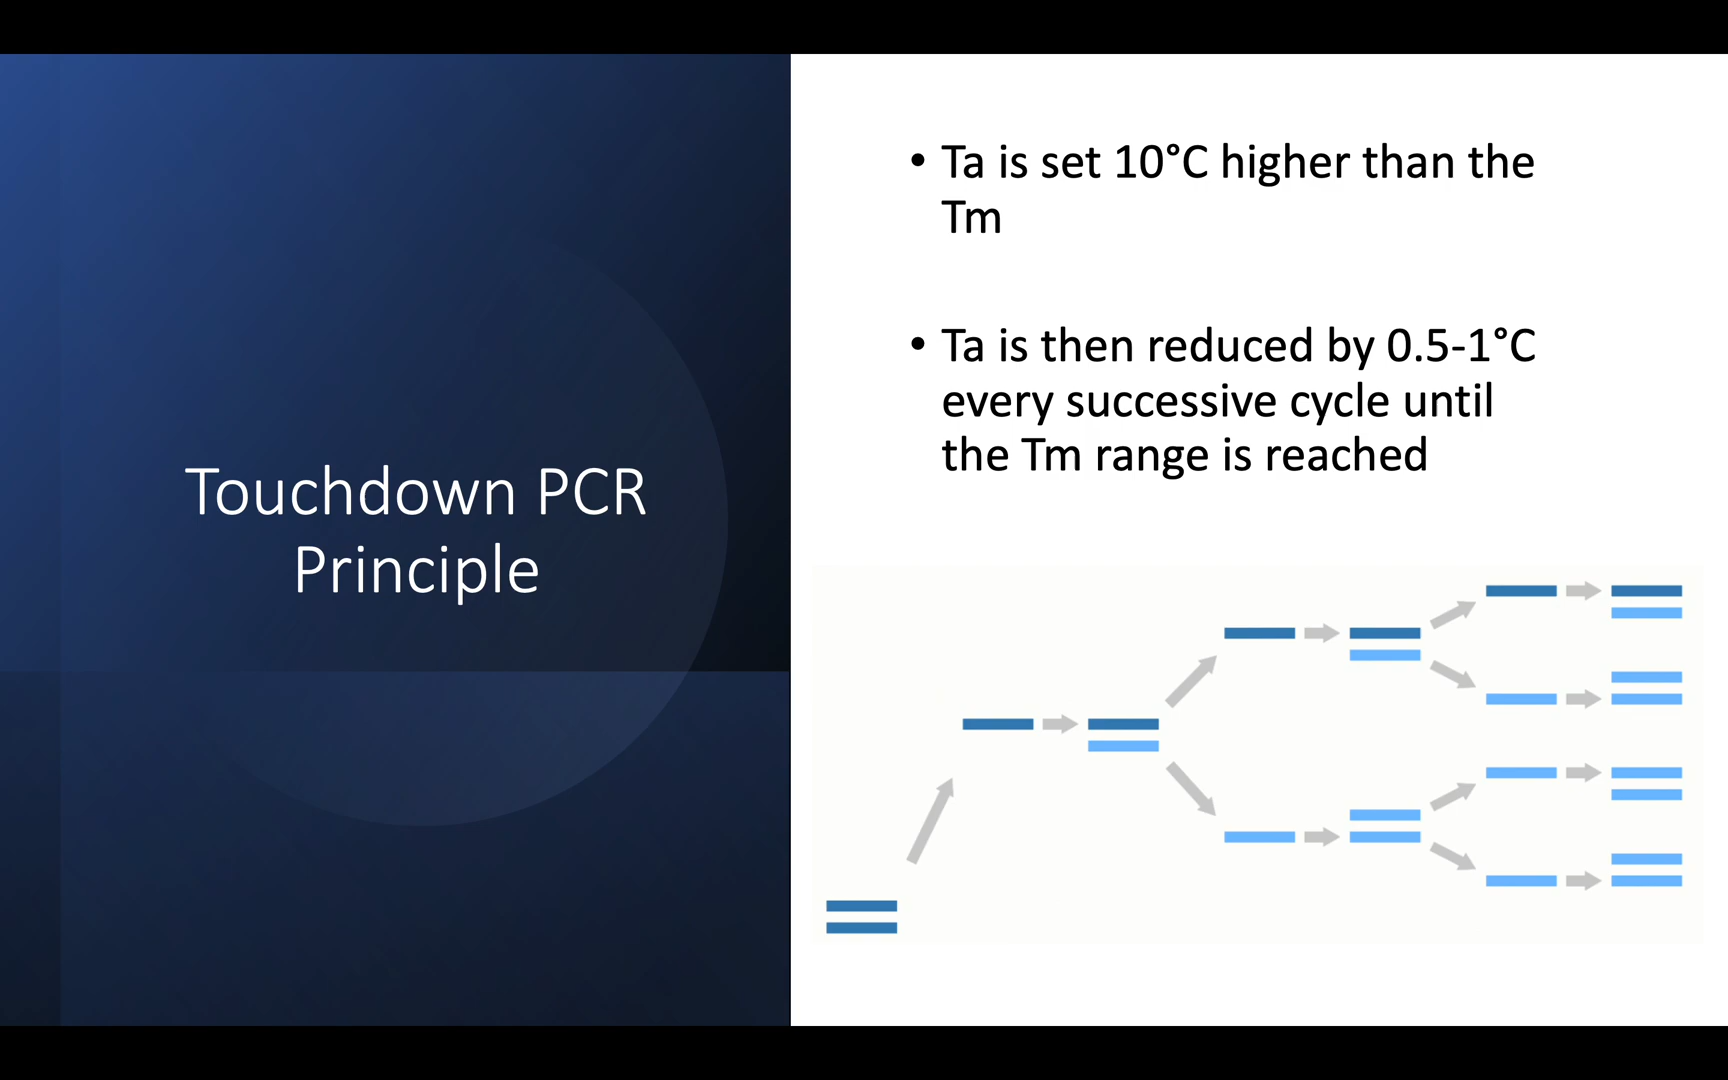 Touchdown PCR
Principle
• Ta is set 10°C higher than the
Tm
• Ta is then reduced by 0.5-1°C
every successive cycle until
the Tm range is reached